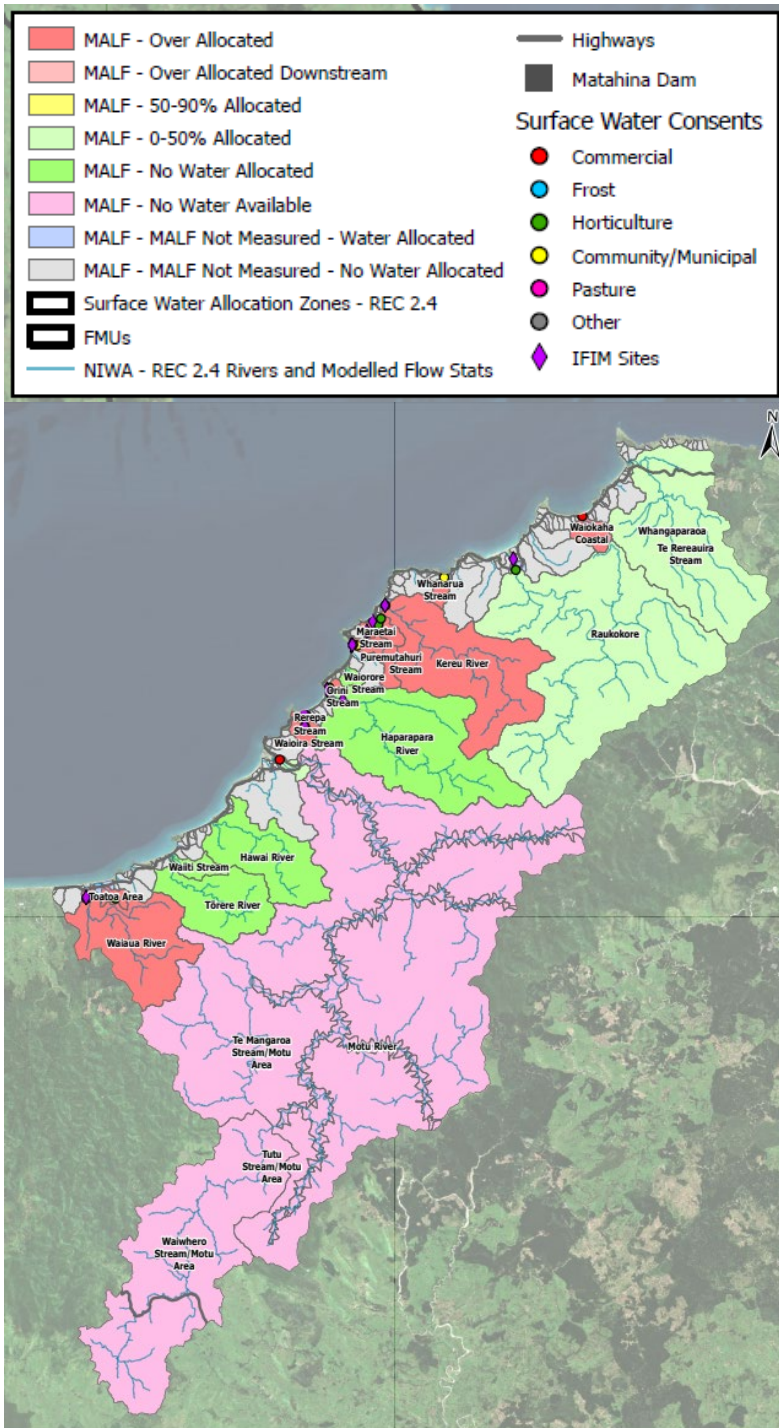 MALF - Over Allocated
MALF - Over Allocated Downstream
MALF - 50-90% Allocated
MALF - 0-50% Allocated
MALF - No Water Allocated
MALF - No Water Available
MALF - MALF Not Measured - Water Allocated
MALF - MALF Not Measured - No Water Allocated
Surface Water Allocation Zones - REC 2.4
FMUs
NIWA - REC 2.4 Rivers and Modelled Flow Stats
Highways
Matahina Dam
Surface Water Consents
Commercial
Frost
Horticulture
Community/Municipal
Pasture
Other
IFIM Sites
N
Waiokaha
Coastal
Whangaparaoa
Te Rereauira
Stream
Whanarua
Stream
Raukokore
Maraetai
Stream
Puremutahuri
Stream
Kereu River
Waiorore
Stream
Orini
Stream
Rerepa
Stream
Waioira Stream
Haparapara
River
Hawai River
Waiti Stream
Tōrere River
Toatoa Area
Waiaua River
Te Mangaroa
Stream/Motu
Area
Motu River
Tutu
Stream/Motu
Area
Waiwhero
Stream/Motu
Area